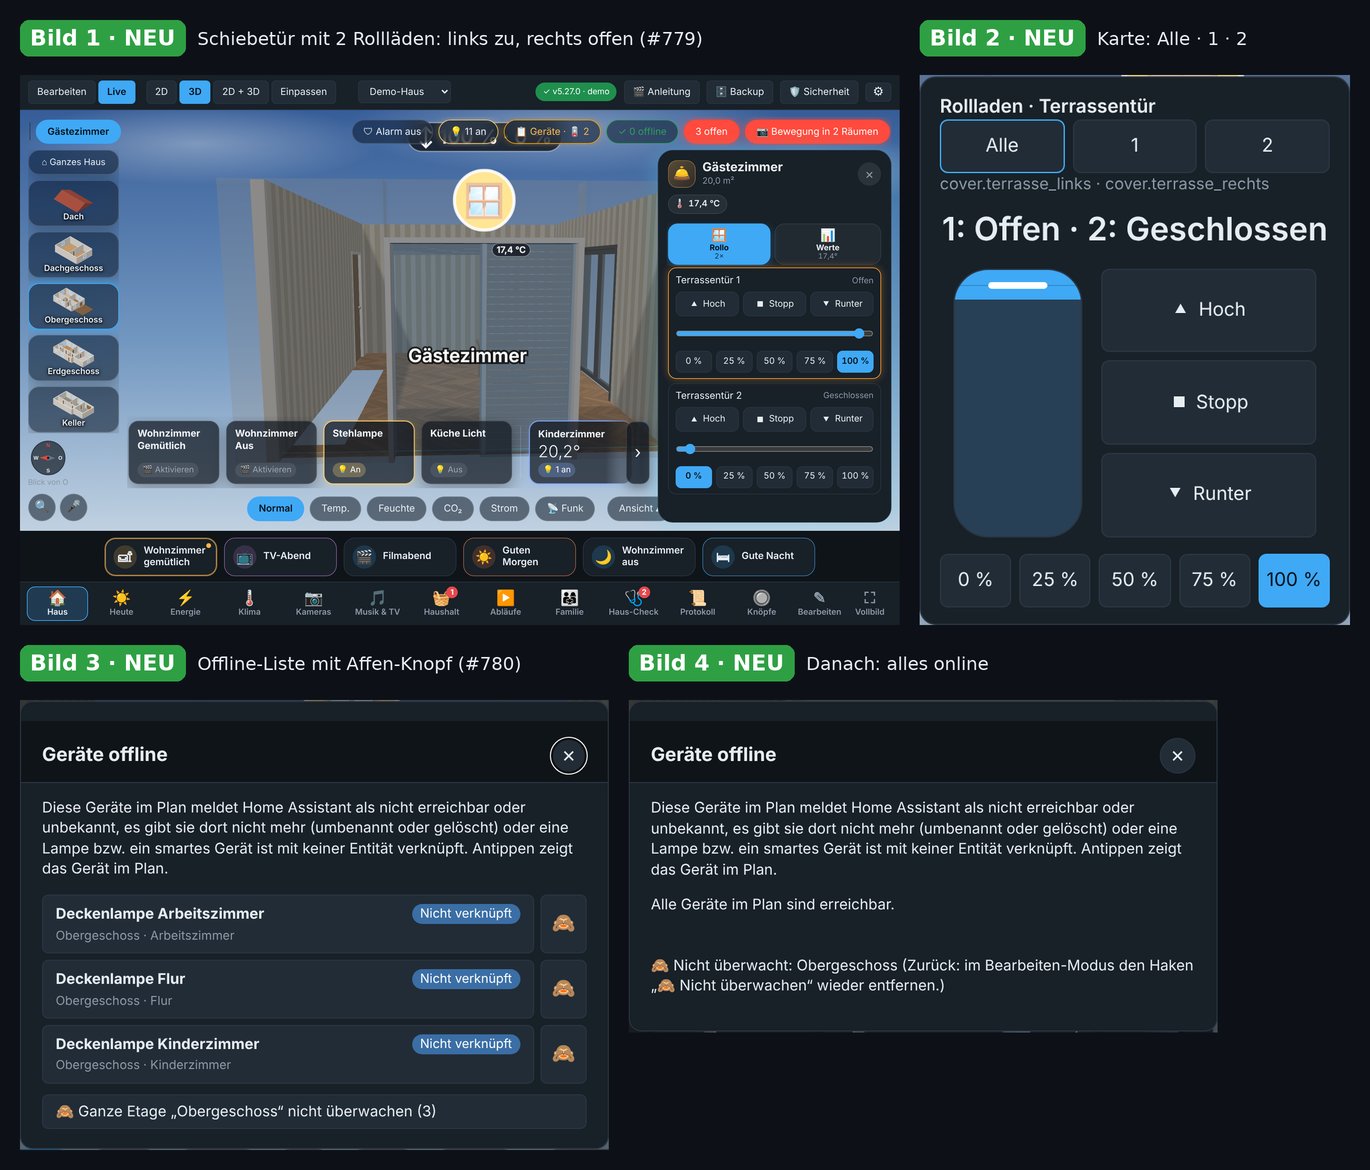 Bild 1 · NEU
Schiebetür mit 2 Rollläden: links zu, rechts offen (#779)
Bearbeiten
Live
2D
3D
2D + 3D
Einpassen
Demo-Haus
✓ v5.27.0 · demo
Anleitung
Backup
Sicherheit
Gästezimmer
Alarm aus
11 an
Geräte · 2
✓ 0 offline
3 offen
Bewegung in 2 Räumen
⌂ Ganzes Haus
Dach
Dachgeschoss
Obergeschoss
Erdgeschoss
Keller
N
W
O
S
Blick von O
17,4 °C
Gästezimmer
Gästezimmer
20,0 m²
×
17,4 °C
Rollo
2×
Werte
17,4°
Terrassentür 1
Offen
▲ Hoch
■ Stopp
▼ Runter
0 %
25 %
50 %
75 %
100 %
Terrassentür 2
Geschlossen
▲ Hoch
■ Stopp
▼ Runter
0 %
25 %
50 %
75 %
100 %
Wohnzimmer
Gemütlich
Aktivieren
Wohnzimmer
Aus
Aktivieren
Stehlampe
An
Küche Licht
Aus
Kinderzimmer
20,2°
1 an
›
Normal
Temp.
Feuchte
CO₂
Strom
Funk
Ansicht
Wohnzimmer
gemütlich
TV-Abend
Filmabend
Guten
Morgen
Wohnzimmer
aus
Gute Nacht
Haus
Heute
Energie
Klima
Kameras
Musik & TV
1
Haushalt
Abläufe
Familie
2
Haus-Check
Protokoll
Knöpfe
Bearbeiten
Vollbild
Bild 2 · NEU
Karte: Alle · 1 · 2
Rollladen · Terrassentür
Alle
1
2
cover.terrasse_links · cover.terrasse_rechts
1: Offen · 2: Geschlossen
▲ Hoch
■ Stopp
▼ Runter
0 %
25 %
50 %
75 %
100 %
Bild 3 · NEU
Offline-Liste mit Affen-Knopf (#780)
Geräte offline
×
Diese Geräte im Plan meldet Home Assistant als nicht erreichbar oder
unbekannt, es gibt sie dort nicht mehr (umbenannt oder gelöscht) oder eine
Lampe bzw. ein smartes Gerät ist mit keiner Entität verknüpft. Antippen zeigt
das Gerät im Plan.
Deckenlampe Arbeitszimmer
Nicht verknüpft
Obergeschoss · Arbeitszimmer
Deckenlampe Flur
Nicht verknüpft
Obergeschoss · Flur
Deckenlampe Kinderzimmer
Nicht verknüpft
Obergeschoss · Kinderzimmer
🙈 Ganze Etage „Obergeschoss“ nicht überwachen (3)
Bild 4 · NEU
Danach: alles online
Geräte offline
×
Diese Geräte im Plan meldet Home Assistant als nicht erreichbar oder
unbekannt, es gibt sie dort nicht mehr (umbenannt oder gelöscht) oder eine
Lampe bzw. ein smartes Gerät ist mit keiner Entität verknüpft. Antippen zeigt
das Gerät im Plan.
Alle Geräte im Plan sind erreichbar.
🙈 Nicht überwacht: Obergeschoss (Zurück: im Bearbeiten-Modus den Haken
„🙈 Nicht überwachen“ wieder entfernen.)